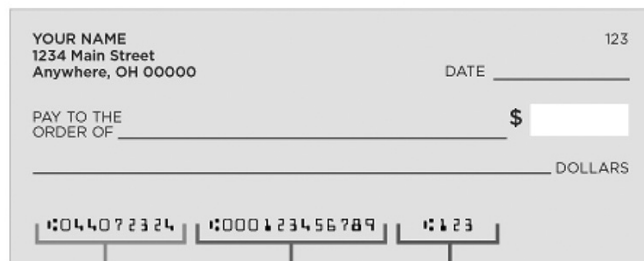 YOUR NAME
123
1234 Main Street
Anywhere, OH 00000
DATE
PAY TO THE
ORDER OF
$
DOLLARS
⑆044072324 ⑆000123456789 ⑆123